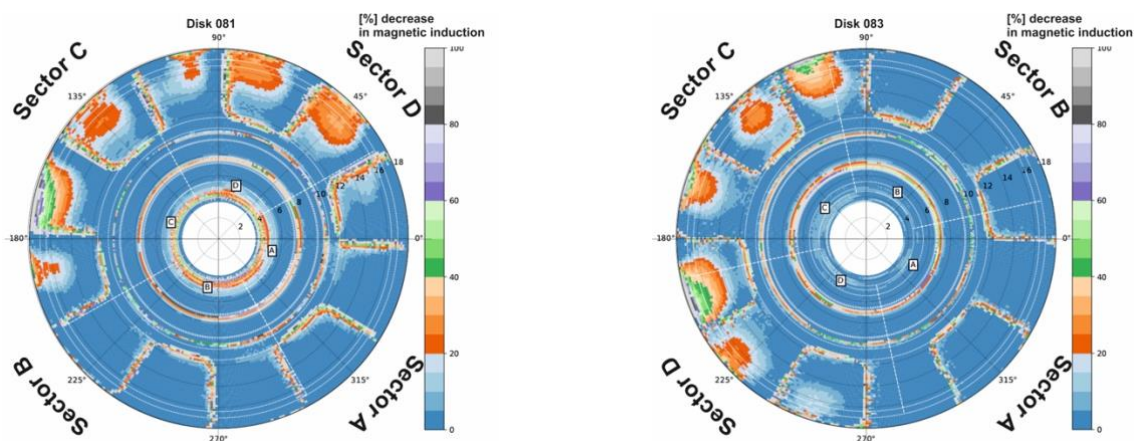 Disk 081
[%] decrease
in magnetic induction
90°
100
Sector C
Sector D
135°
45°
80
18
16
14
12
10
8
6
4
2
60
D
C
A
B
-180°
0°
40
20
225°
Sector B
Sector A
270°
0
Disk 083
[%] decrease
in magnetic induction
90°
100
Sector C
Sector B
135°
45°
80
18
16
14
12
10
8
6
4
2
60
B
C
A
D
-180°
0°
40
20
225°
315°
Sector D
Sector A
270°
0